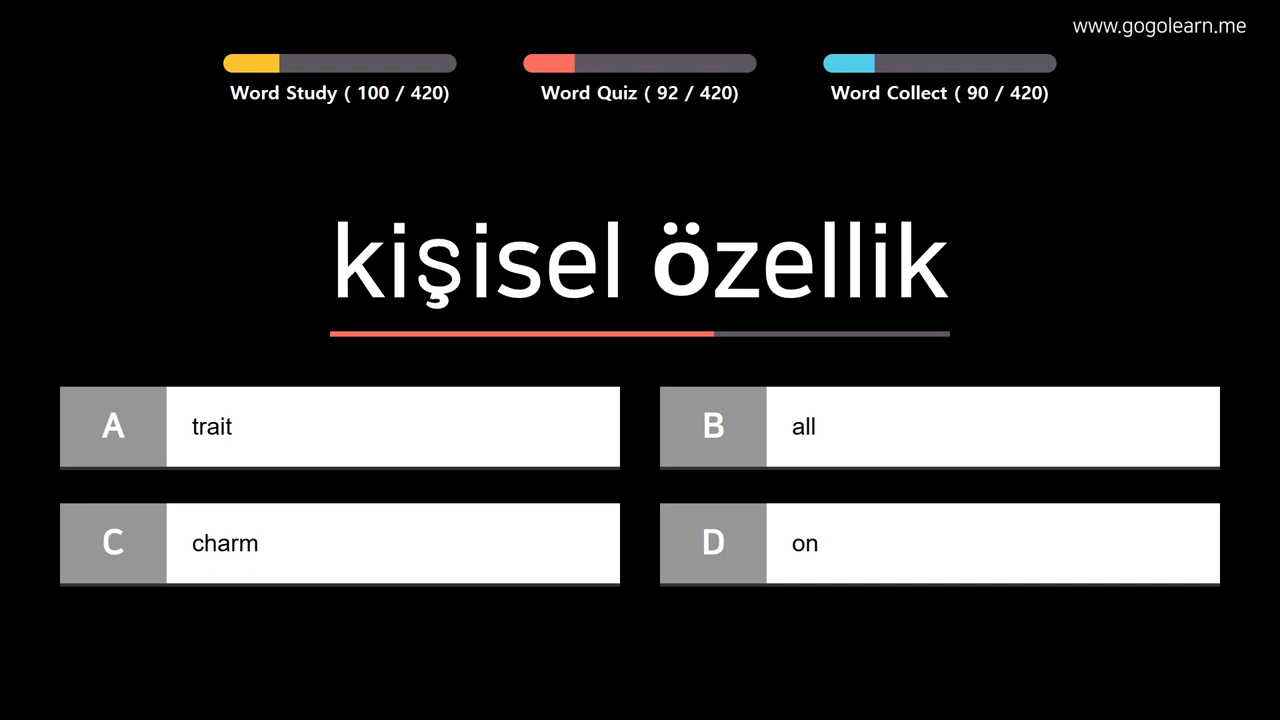 www.gogolearn.me
Word Study ( 100 / 420)
Word Quiz ( 92 / 420)
Word Collect ( 90 / 420)
kişisel özellik
A trait
B all
C charm
D on